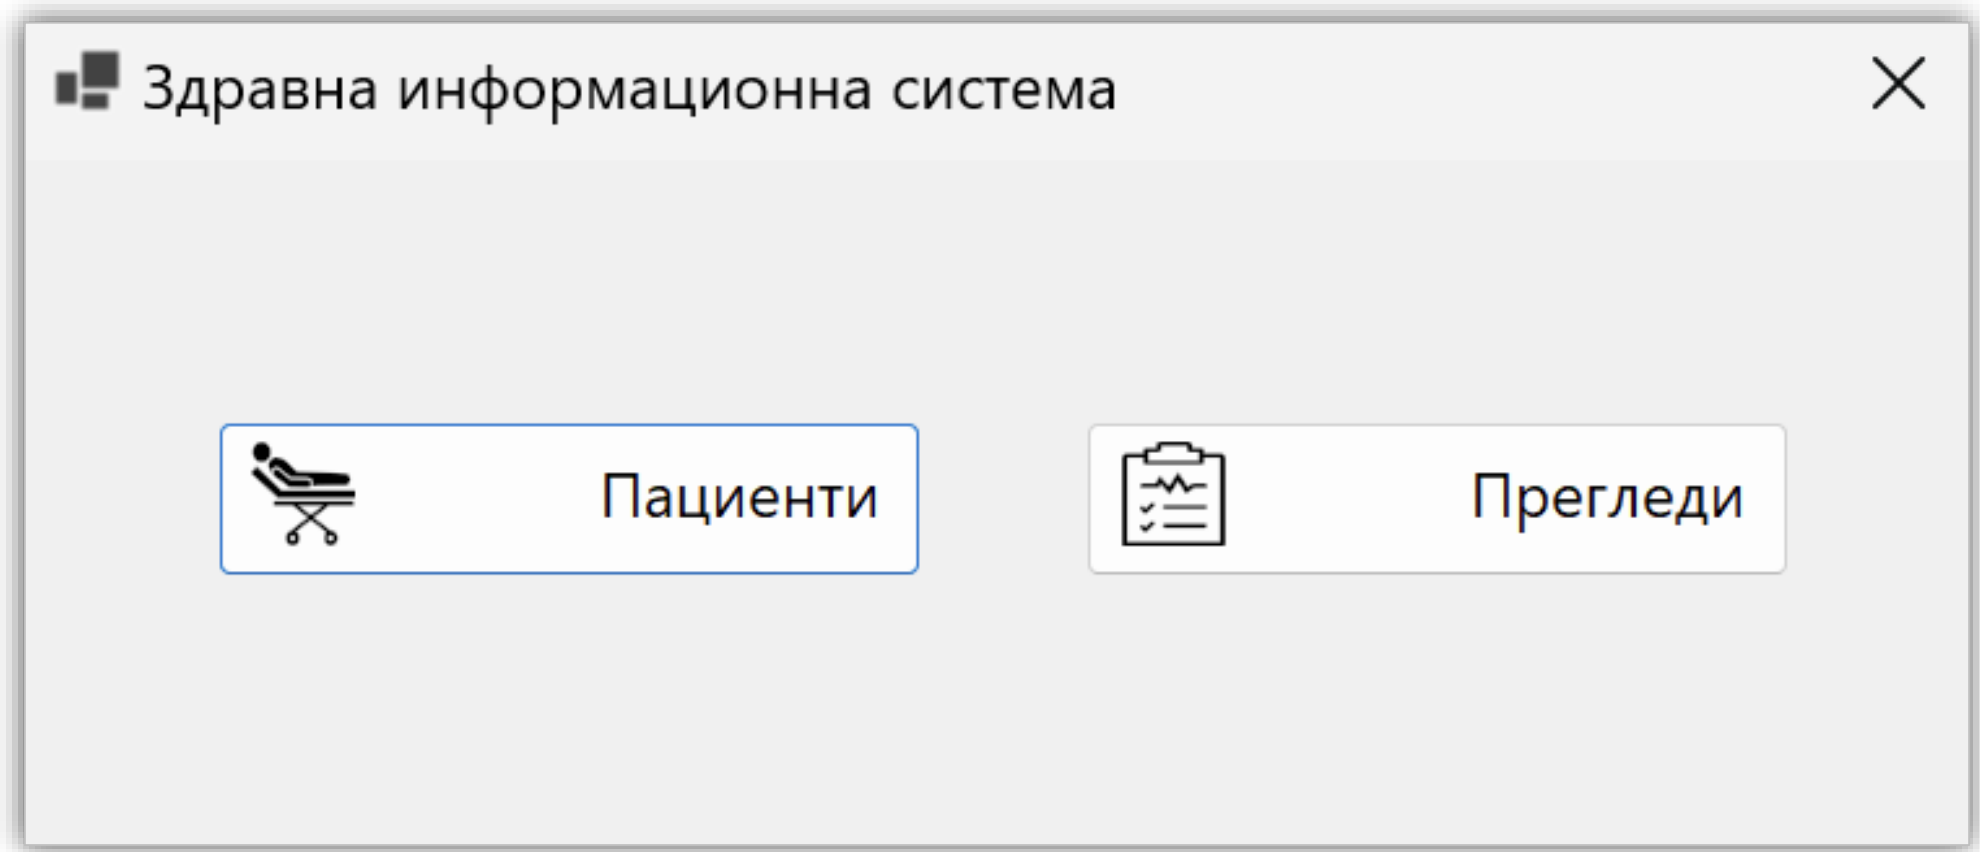 Здравна информационна система
Пациенти
Прегледи